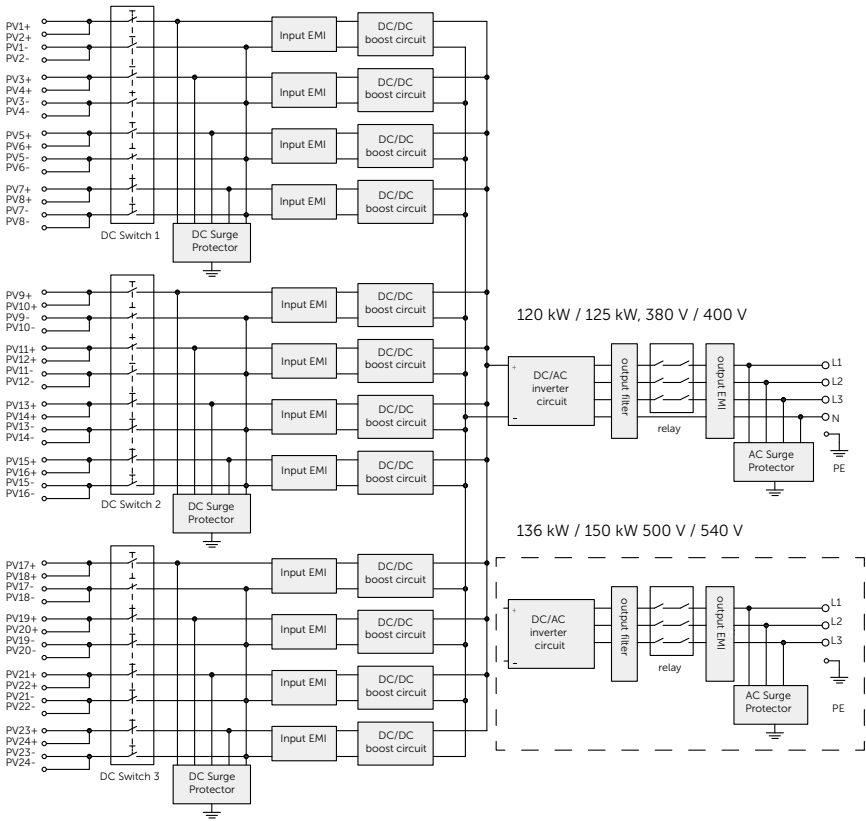 PV1+
PV2+
PV1-
PV2-
PV3+
PV4+
PV3-
PV4-
PV5+
PV6+
PV5-
PV6-
PV7+
PV8+
PV7-
PV8-
DC Switch 1
DC Surge
Protector
Input EMI
DC/DC
boost circuit
Input EMI
DC/DC
boost circuit
Input EMI
DC/DC
boost circuit
Input EMI
DC/DC
boost circuit
PV9+
PV10+
PV9-
PV10-
PV11+
PV12+
PV11-
PV12-
PV13+
PV14+
PV13-
PV14-
PV15+
PV16+
PV15-
PV16-
DC Switch 2
DC Surge
Protector
Input EMI
DC/DC
boost circuit
Input EMI
DC/DC
boost circuit
Input EMI
DC/DC
boost circuit
Input EMI
DC/DC
boost circuit
PV17+
PV18+
PV17-
PV18-
PV19+
PV20+
PV19-
PV20-
PV21+
PV22+
PV21-
PV22-
PV23+
PV24+
PV23-
PV24-
DC Switch 3
DC Surge
Protector
Input EMI
DC/DC
boost circuit
Input EMI
DC/DC
boost circuit
Input EMI
DC/DC
boost circuit
Input EMI
DC/DC
boost circuit
120 kW / 125 kW, 380 V / 400 V
+
-
DC/AC
inverter
circuit
output filter
relay
output EMI
L1
L2
L3
N
AC Surge
Protector
PE
136 kW / 150 kW 500 V / 540 V
+
-
DC/AC
inverter
circuit
output filter
relay
output EMI
L1
L2
L3
AC Surge
Protector
PE